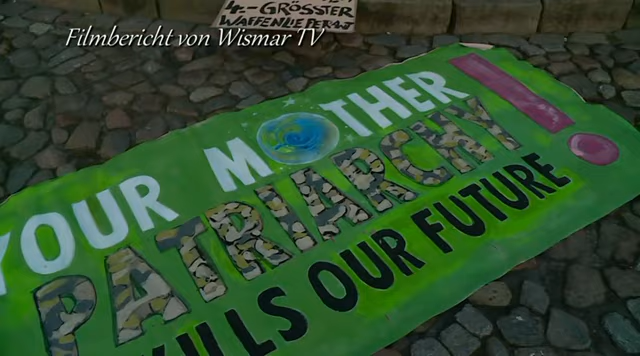 4.-GRÖSSTER
WAFFENLIEFERANT
Filmbericht von Wismar TV
YOUR MOTHER
PATRIARCHY!
KILLS OUR FUTURE